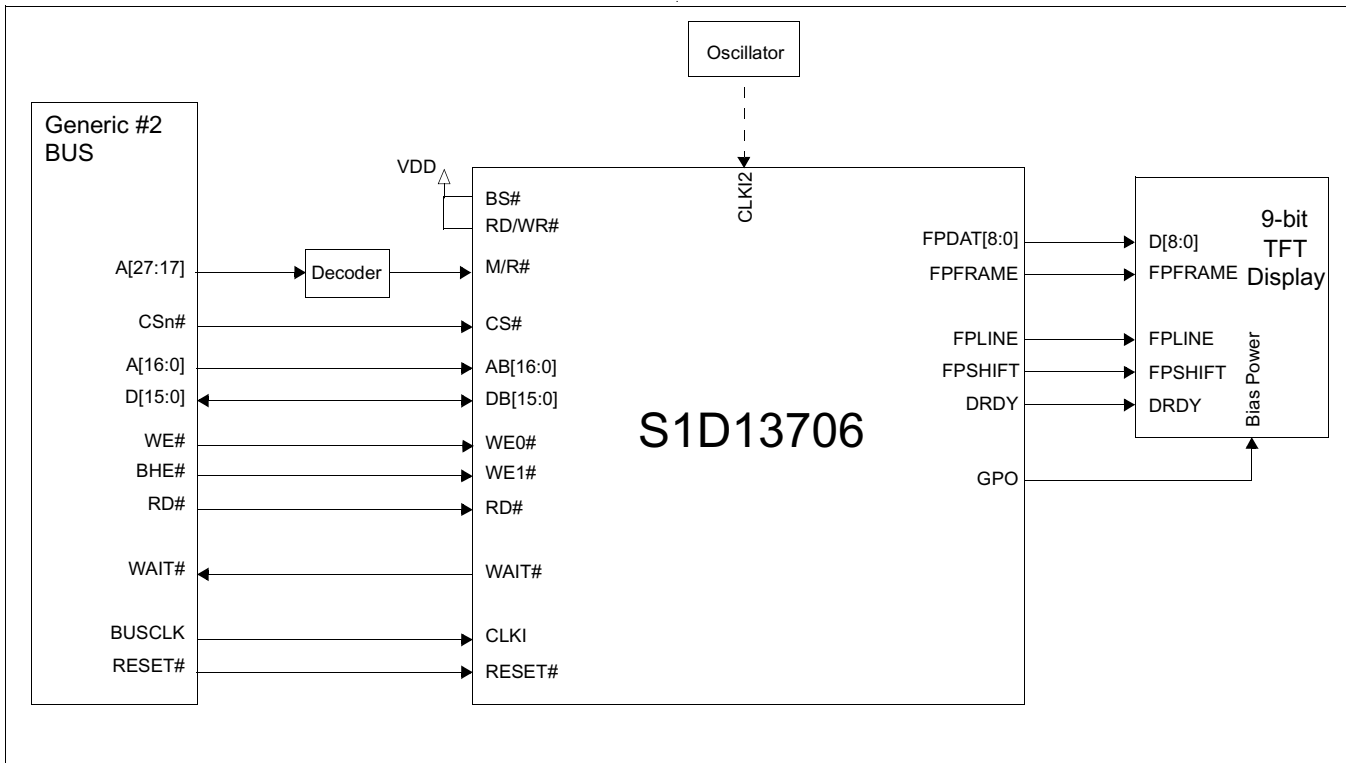 Oscillator
Generic #2
BUS
VDD
BS#
RD/WR#
CLKI2
A[27:17]
Decoder
M/R#
CSn#
CS#
A[16:0]
AB[16:0]
D[15:0]
DB[15:0]
WE#
WE0#
BHE#
WE1#
RD#
RD#
WAIT#
WAIT#
BUSCLK
CLKI
RESET#
RESET#
S1D13706
FPDAT[8:0]
FPFRAME
FPLINE
FPSHIFT
DRDY
GPO
D[8:0]
FPFRAME
FPLINE
FPSHIFT
DRDY
9-bit
TFT
Display
Bias Power